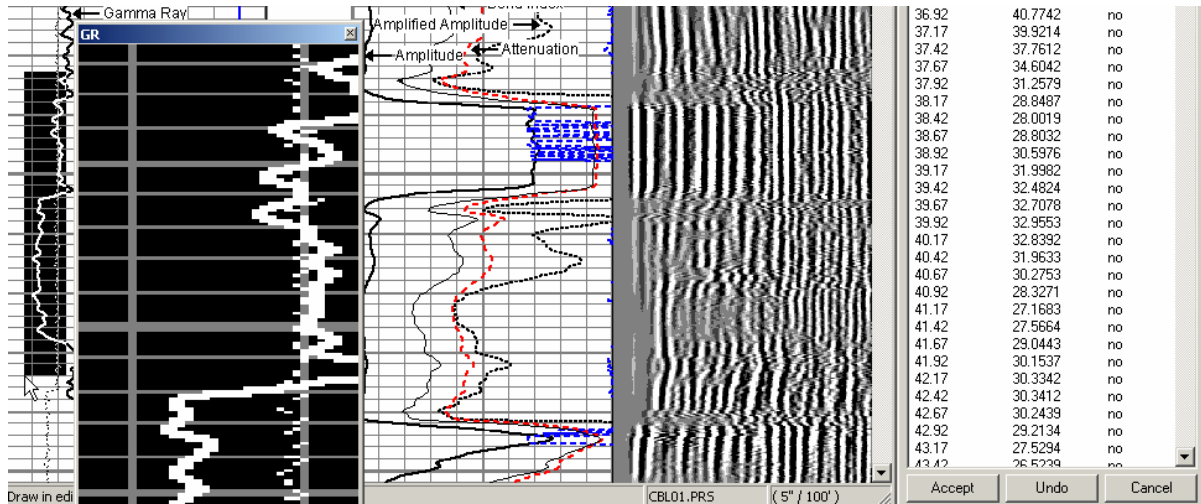 Bond Index
Gamma Ray
Amplified Amplitude
GR
Attenuation
Amplitude
36.92 40.7742 no
37.17 39.9214 no
37.42 37.7612 no
37.67 34.6042 no
37.92 31.2579 no
38.17 28.8487 no
38.42 28.0019 no
38.67 28.8032 no
38.92 30.5976 no
39.17 31.9982 no
39.42 32.4824 no
39.67 32.7078 no
39.92 32.9553 no
40.17 32.8392 no
40.42 31.9633 no
40.67 30.2753 no
40.92 28.3271 no
41.17 27.1683 no
41.42 27.5664 no
41.67 29.0443 no
41.92 30.1537 no
42.17 30.3342 no
42.42 30.3412 no
42.67 30.2439 no
42.92 29.2134 no
43.17 27.5294 no
43.42 26.5239 no
Accept Undo Cancel
Draw in edi
CBL01.PRS ( 5" / 100' )